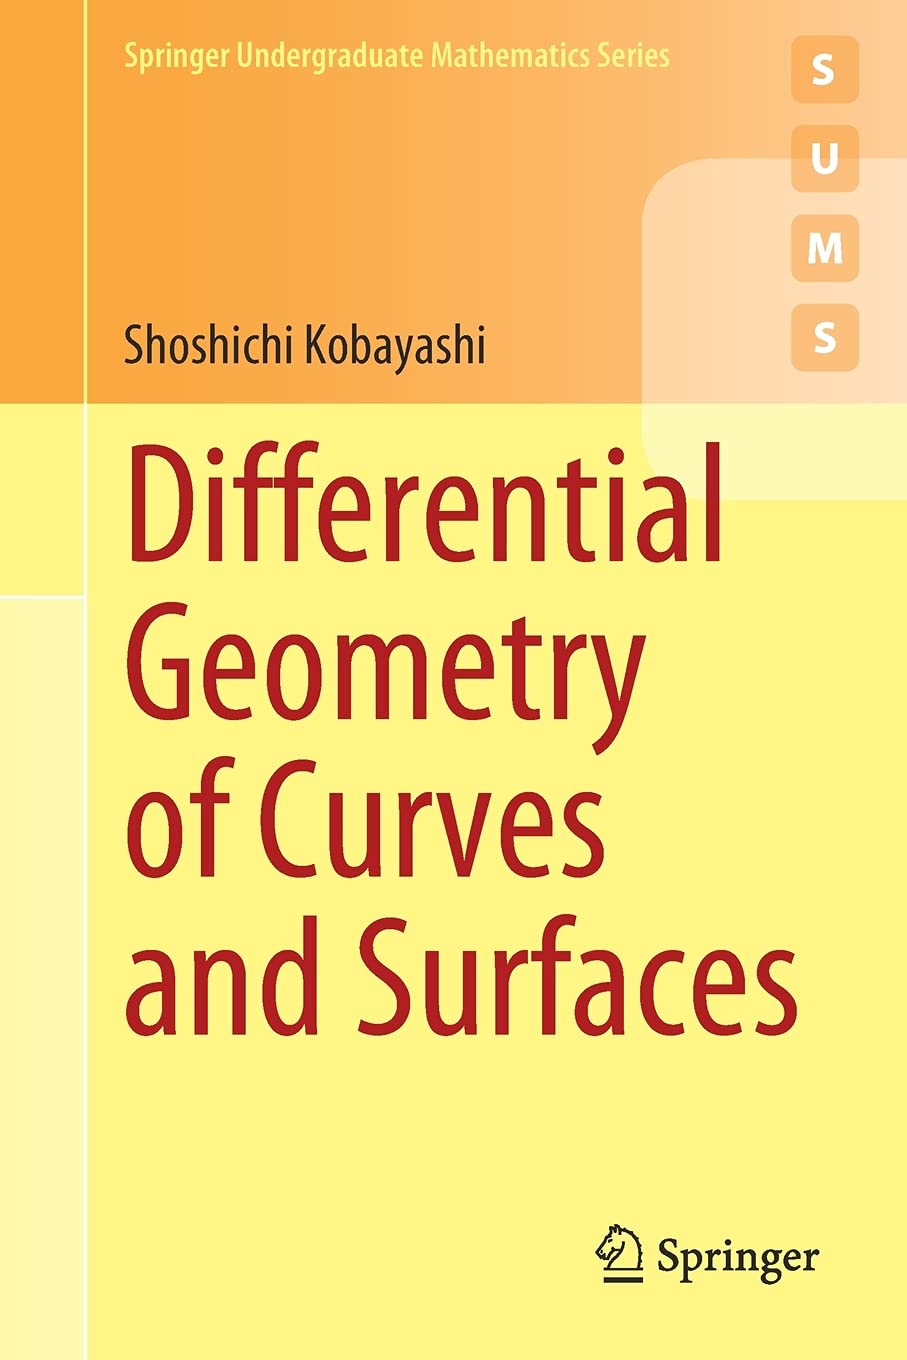 Springer Undergraduate Mathematics Series
S
U
M
S
Shoshichi Kobayashi
Differential
Geometry
of Curves
and Surfaces
Springer